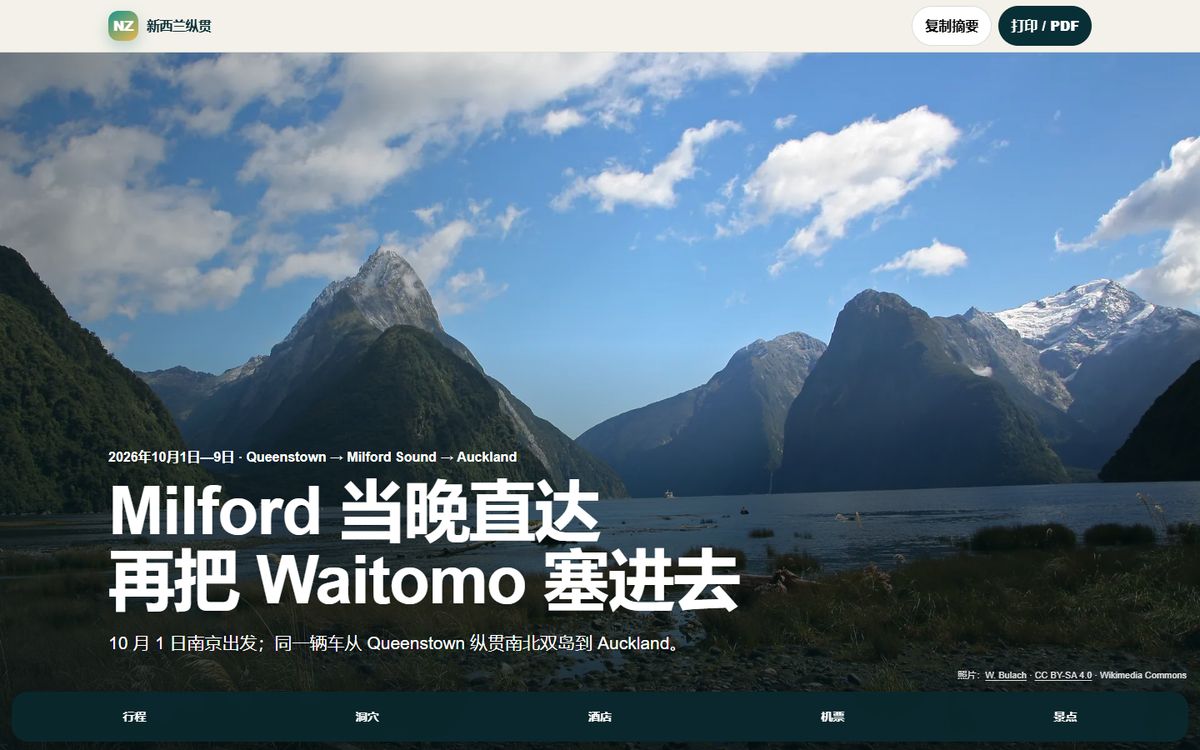 NZ 新西兰纵贯
复制摘要
打印 / PDF
2026年10月1日—9日 · Queenstown → Milford Sound → Auckland
Milford 当晚直达
再把 Waitomo 塞进去
10 月 1 日南京出发；同一辆车从 Queenstown 纵贯南北双岛到 Auckland。
照片：W. Bulach · CC BY-SA 4.0 · Wikimedia Commons
行程
洞穴
酒店
机票
景点